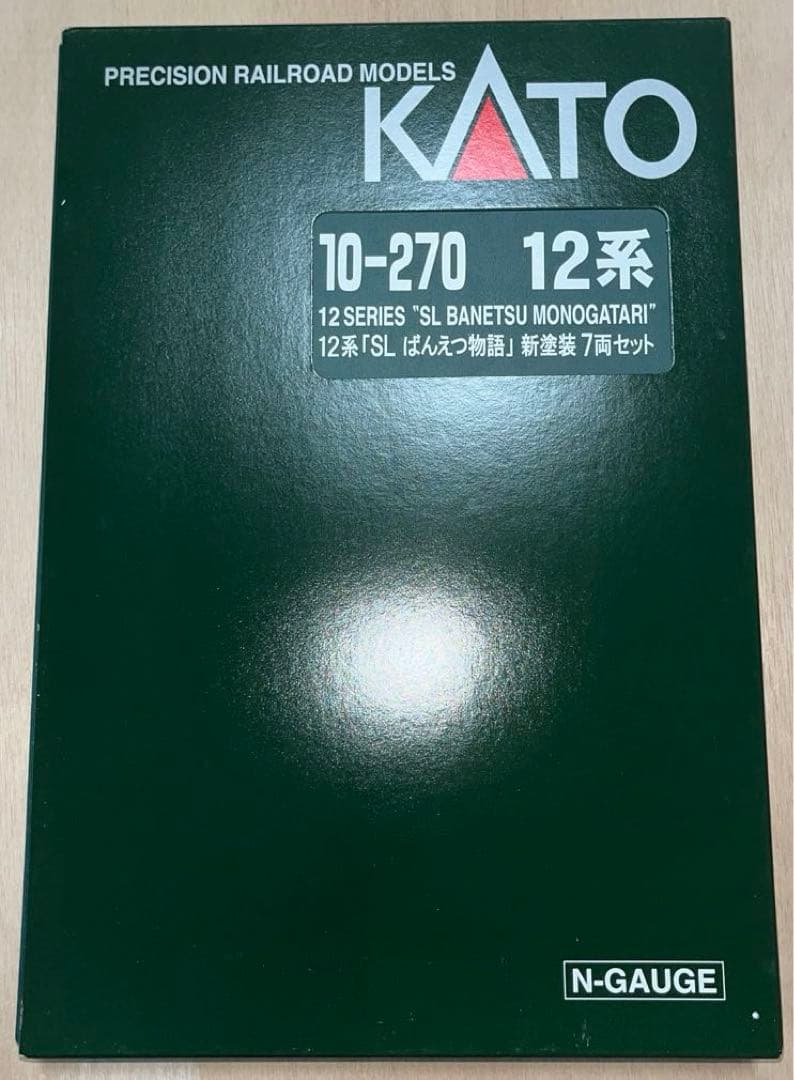 PRECISION RAILROAD MODELS
KATO
10-270 12系
12 SERIES "SL BANETSU MONOGATARI"
12系「SL ばんえつ物語」新塗装 7両セット
N-GAUGE